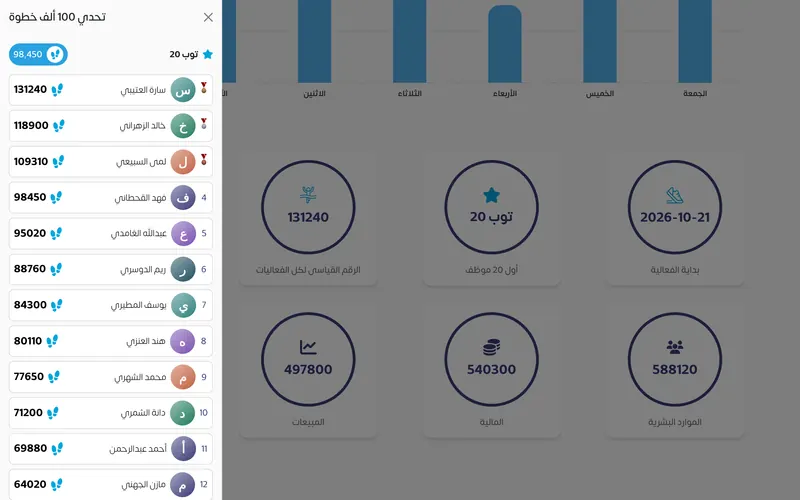 تحدي 100 ألف خطوة
توب 20
98,450
سارة العتيبي 131240
خالد الزهراني 118900
لمى السبيعي 109310
4 فهد القحطاني 98450
5 عبدالله الغامدي 95020
6 ريم الدوسري 88760
7 يوسف المطيري 84300
8 هند العنزي 80110
9 محمد الشهري 77650
10 دانة الشمري 71200
11 أحمد عبدالرحمن 69880
12 مازن الجهني 64020
الجمعة الخميس الأربعاء الثلاثاء الاثنين
2026-10-21
بداية الفعالية
توب 20
أول 20 موظف
131240
الرقم القياسي لكل الفعاليات
588120
الموارد البشرية
540300
المالية
497800
المبيعات